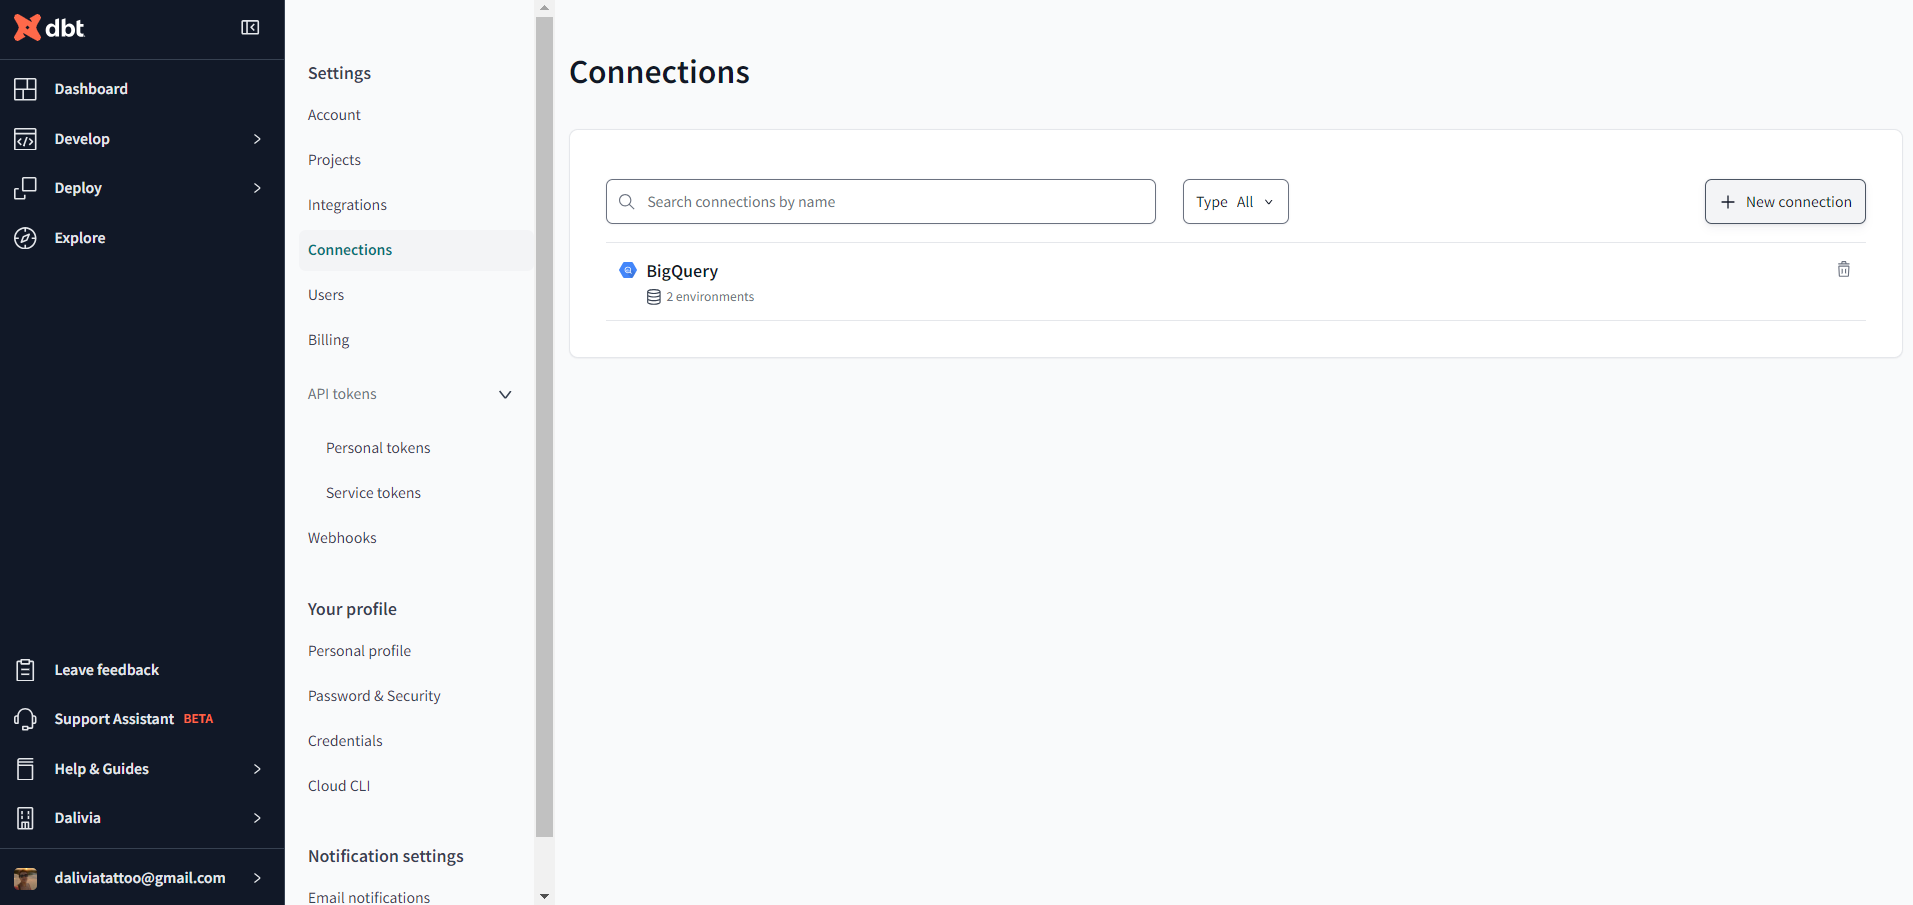 dbt
Dashboard
Develop
Deploy
Explore
Leave feedback
Support Assistant BETA
Help & Guides
Dalivia
daliviatattoo@gmail.com
Settings
Account
Projects
Integrations
Connections
Users
Billing
API tokens
Personal tokens
Service tokens
Webhooks
Your profile
Personal profile
Password & Security
Credentials
Cloud CLI
Notification settings
Email notifications
Connections
Search connections by name
Type All
New connection
BigQuery
2 environments